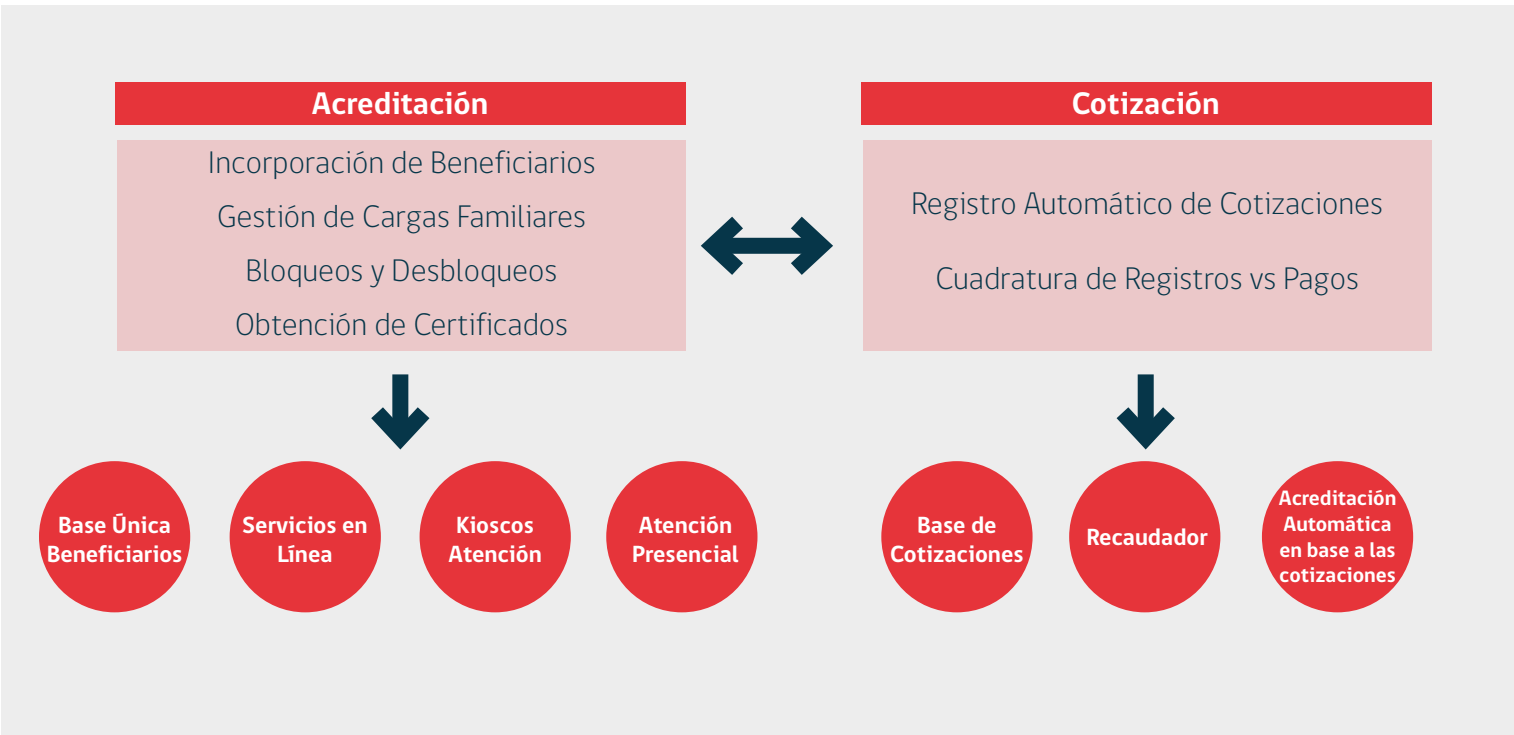 Acreditación
Incorporación de Beneficiarios
Gestión de Cargas Familiares
Bloqueos y Desbloqueos
Obtención de Certificados
Cotización
Registro Automático de Cotizaciones
Cuadratura de Registros vs Pagos
Base Única
Beneficiarios
Servicios en
Línea
Kioscos
Atención
Atención
Presencial
Base de
Cotizaciones
Recaudador
Acreditación
Automática
en base a las
cotizaciones